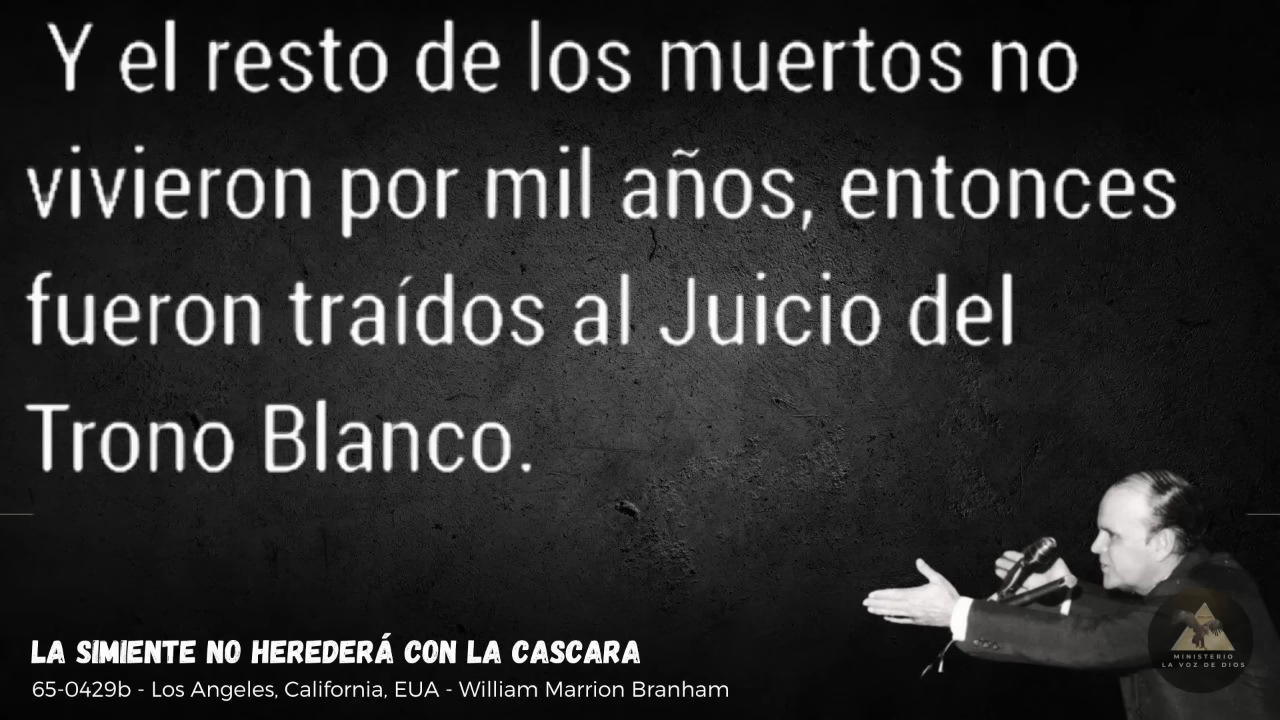 Y el resto de los muertos no
vivieron por mil años, entonces
fueron traídos al Juicio del
Trono Blanco.
LA SIMIENTE NO HEREDERÁ CON LA CASCARA
65-0429b - Los Angeles, California, EUA - William Marrion Branham
MINISTERIO
LA VOZ DE DIOS